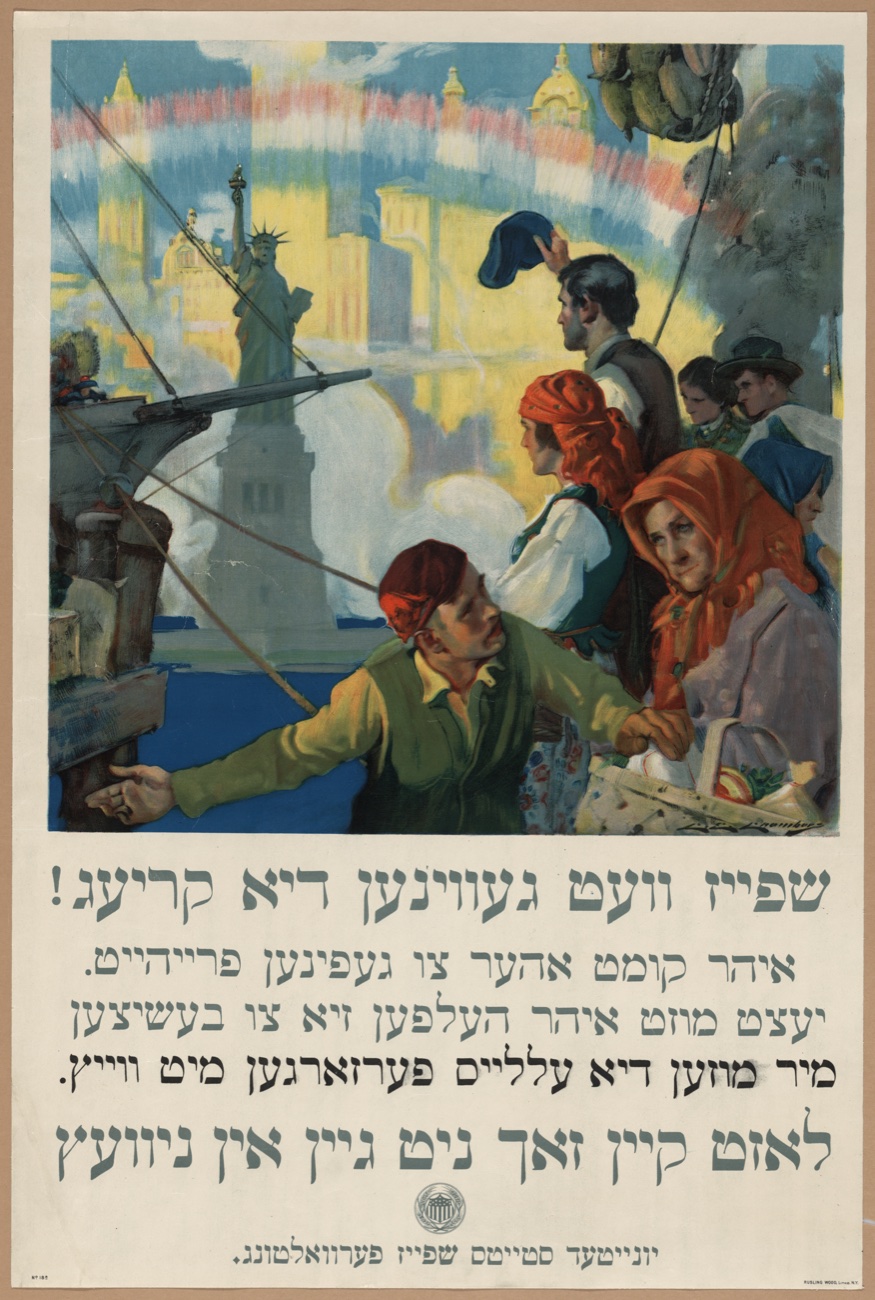 שפייז וועט געווינען דיא קריעג!
איהר קומט אהער צו געפינען פרייהייט.
יעצט מוזט איהר העלפען זיא צו בעשיצען
מיר מוזען דיא עללייס פערזארגען מיט ווייץ.
לאזט קיין זאך ניט גיין אין ניוועץ
יונייטעד סטייטס שפייז פערוואלטונג.